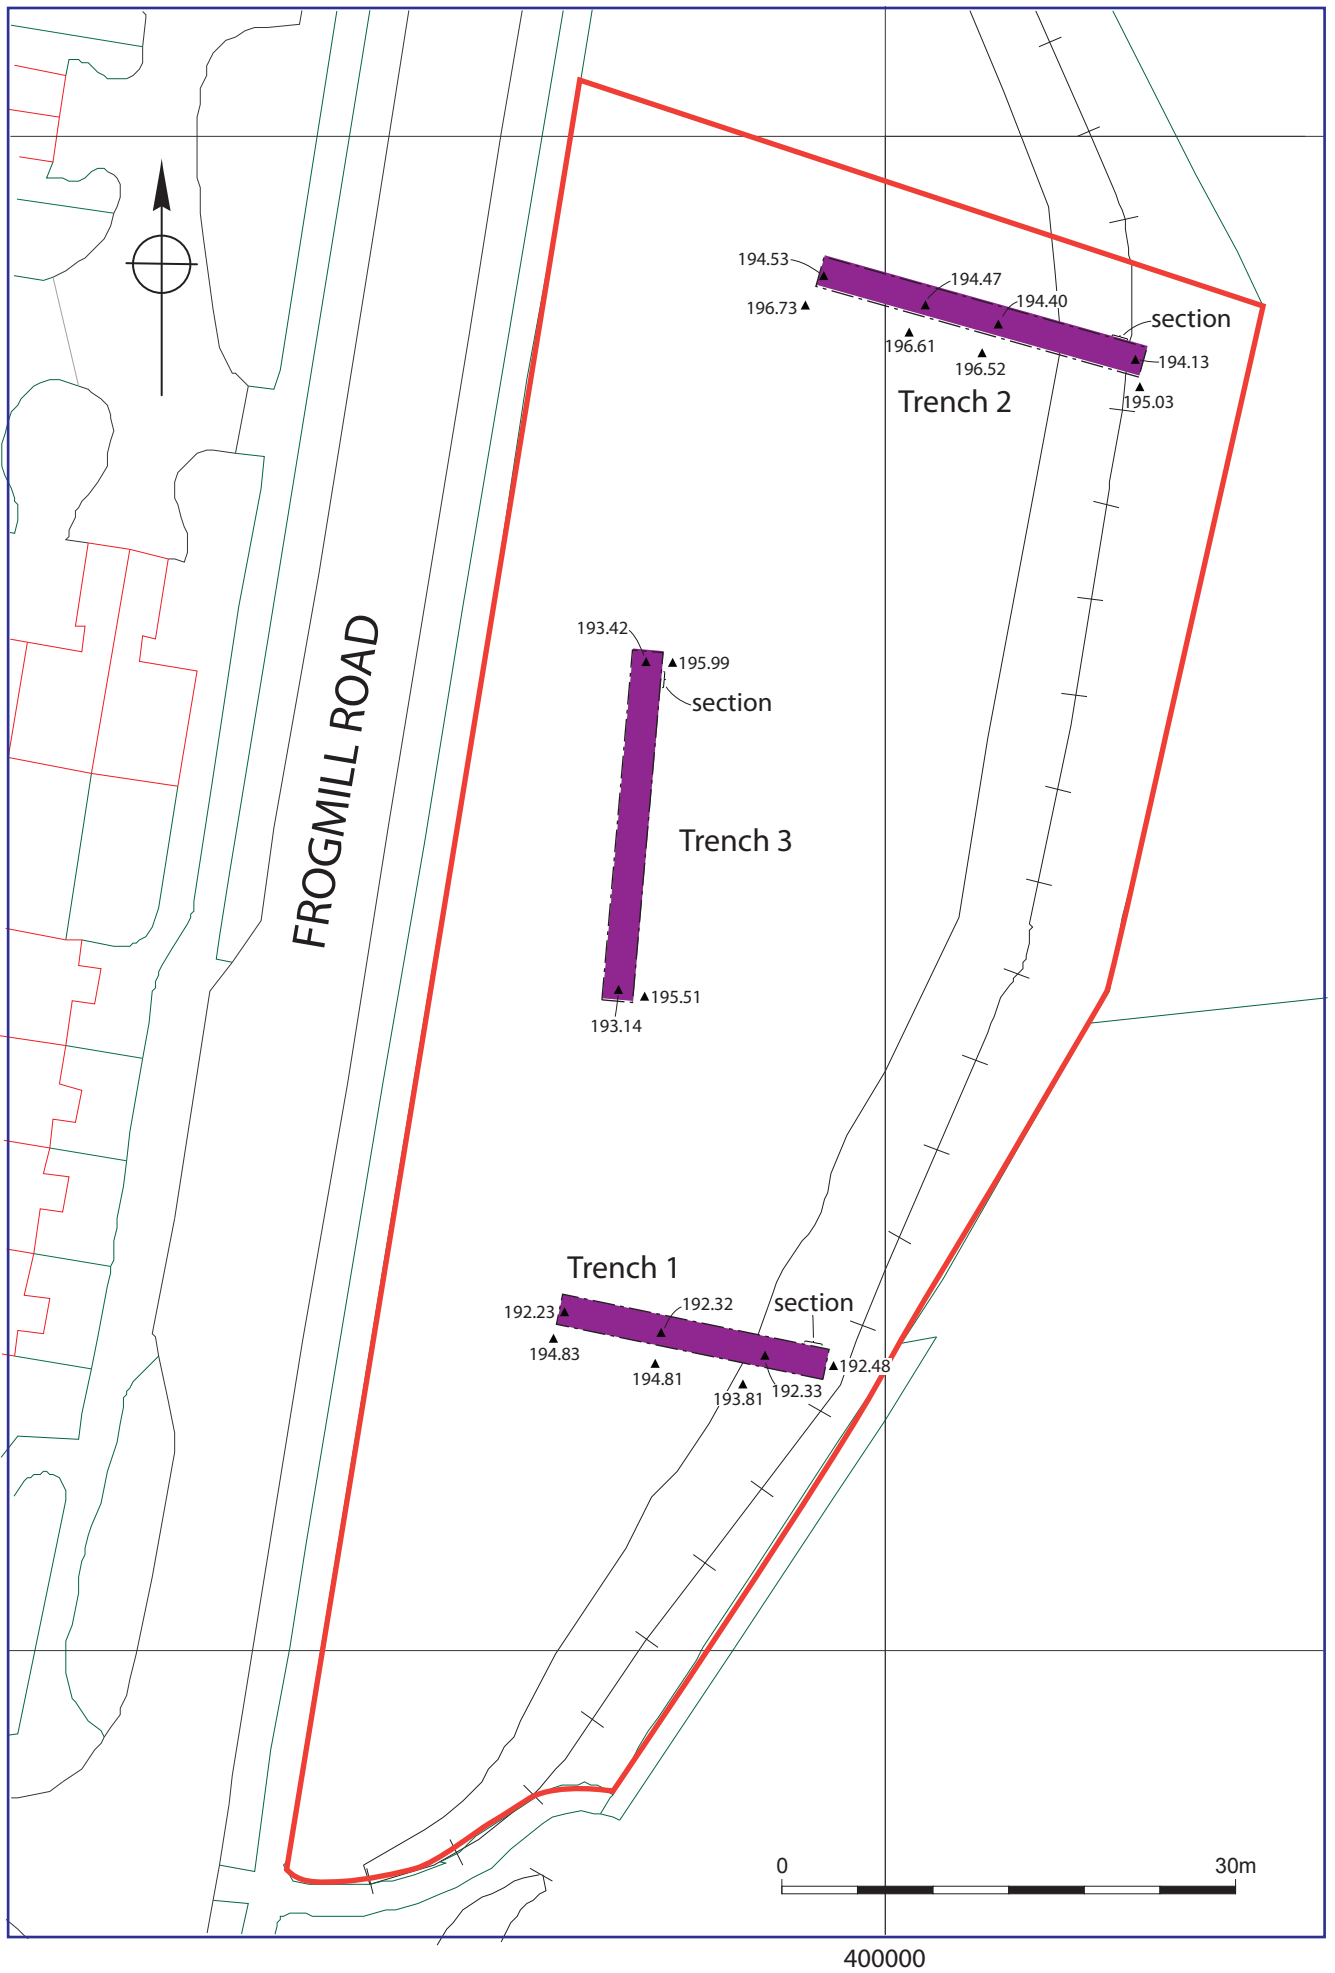 194.53
194.47
194.40
196.73
section
196.61
196.52
194.13
Trench 2
195.03
FROGMILL ROAD
193.42
195.99
section
Trench 3
195.51
193.14
Trench 1
section
192.23
192.32
194.83
194.81
192.48
193.81
192.33
0
30m
400000